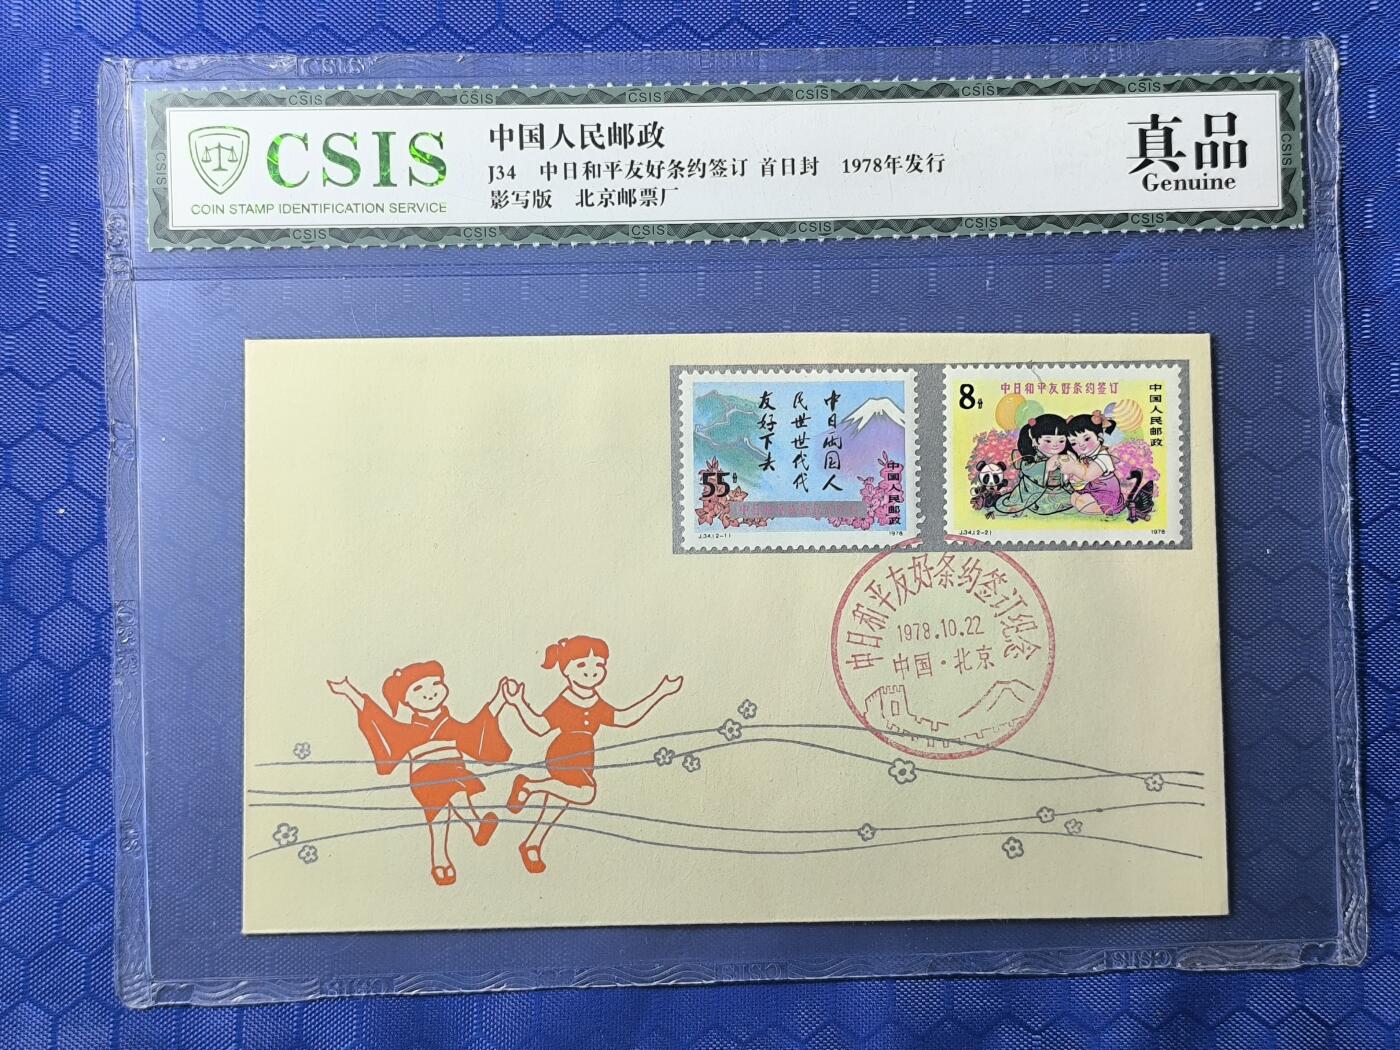 CSIS
COIN STAMP IDENTIFICATION SERVICE
中国人民邮政
J34 中日和平友好条约签订 首日封 1978年发行
影写版 北京邮票厂
真品
Genuine
中日两国人
民世世代代
友好下去
55分
中国人民邮政
J.34.(2-1)
1978
8分
中日和平友好条约签订
中国人民邮政
J.34.(2-2)
1978
中日和平友好条约签订纪念
1978.10.22
中国·北京